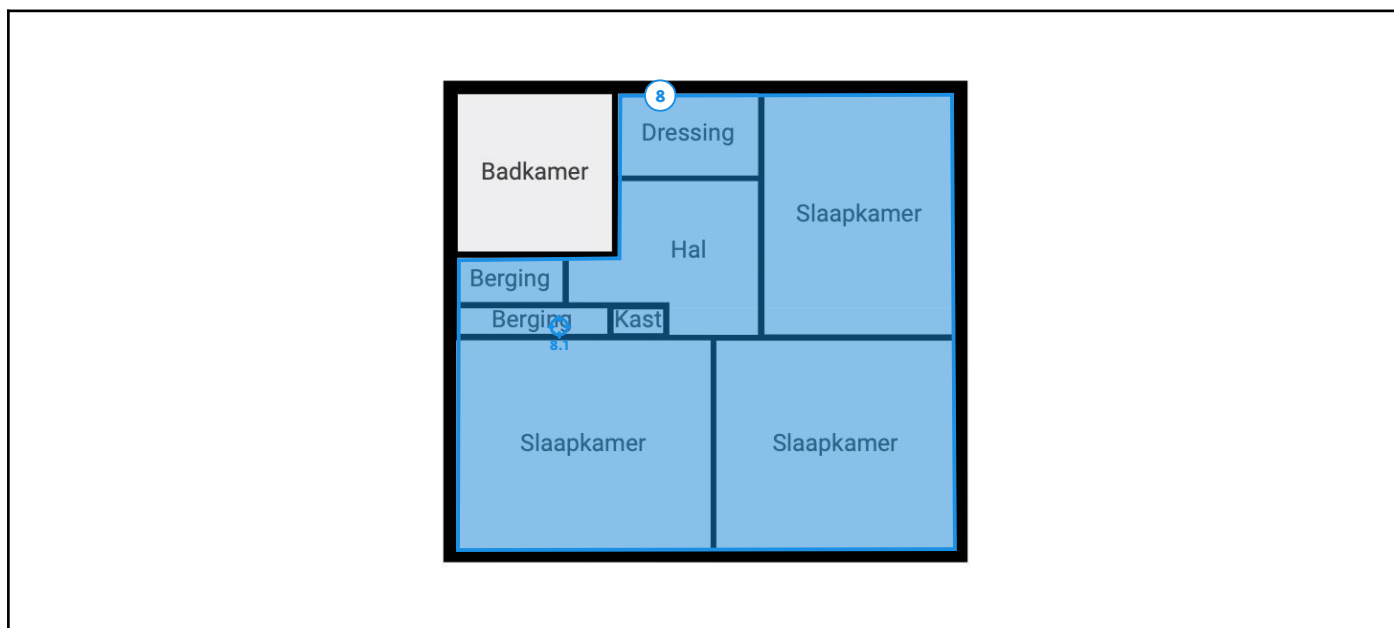 8
Dressing
Badkamer
Slaapkamer
Hal
Berging
Berging
Kast
8.1
Slaapkamer
Slaapkamer